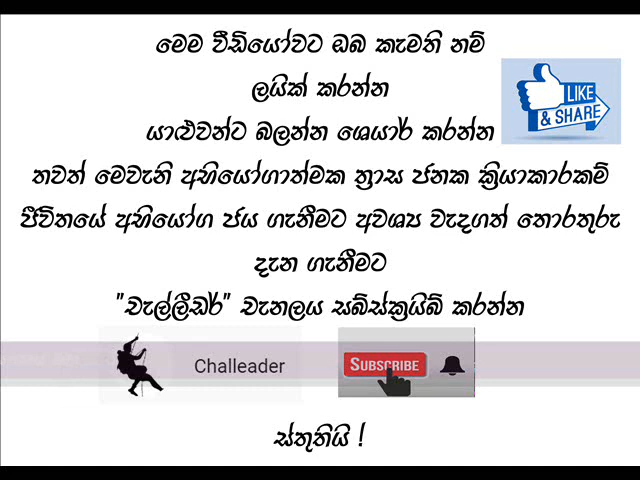 මෙම වීඩියෝවට ඔබ කැමති නම්
ලයික් කරන්න
LIKE
& SHARE
යාළුවන්ට බලන්න ශෙයාර් කරන්න
තවත් මෙවැනි අභියෝගාත්මක ත්‍රාස ජනක ක්‍රියාකාරකම්
ජීවිතයේ අභියෝග ජය ගැනීමට අවශ්‍ය වැදගත් තොරතුරු
දැන ගැනීමට
"චැල්ලීඩර්" චැනලය සබ්ස්ක්‍රයිබ් කරන්න
Challeader
SUBSCRIBE
ස්තුතියි !